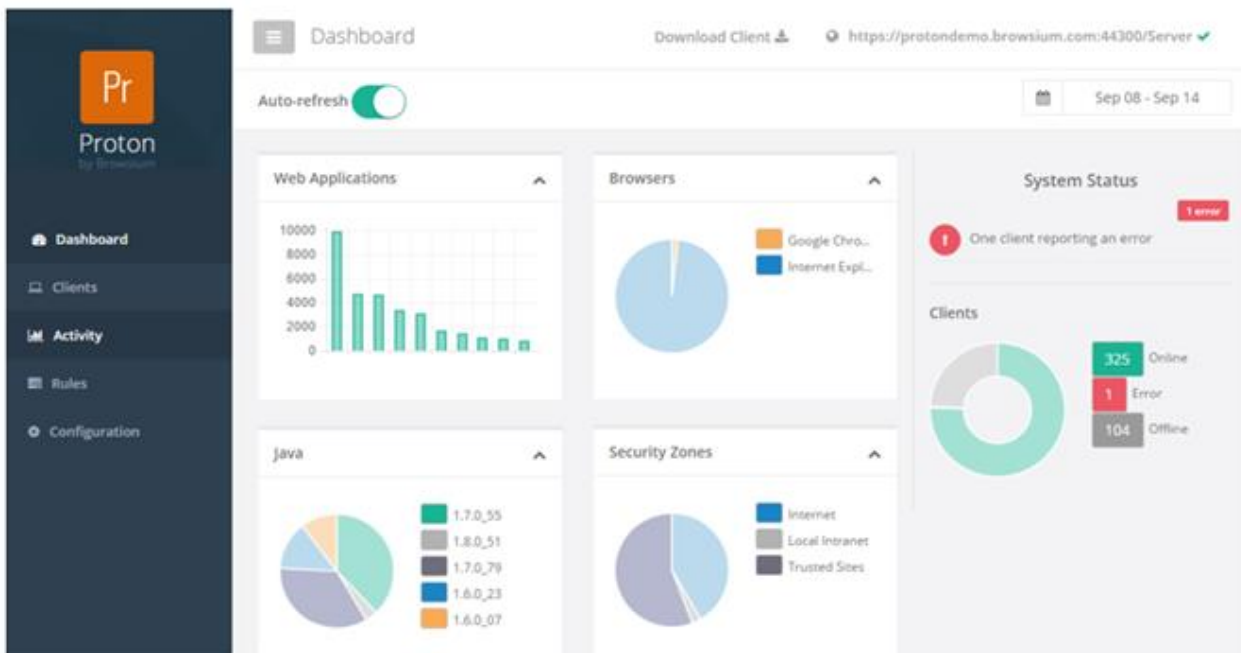 Pr
Proton
by Browsium
Dashboard
Clients
Activity
Rules
Configuration
Dashboard
Download Client
https://protondemo.browsium.com:44300/Server
Auto-refresh
Sep 08 - Sep 14
Web Applications
10000
8000
6000
4000
2000
0
Browsers
Google Chro...
Internet Expl...
System Status
1 error
One client reporting an error
Clients
325 Online
1 Error
104 Offline
Java
1.7.0_55
1.8.0_51
1.7.0_79
1.6.0_23
1.6.0_07
Security Zones
Internet
Local Intranet
Trusted Sites